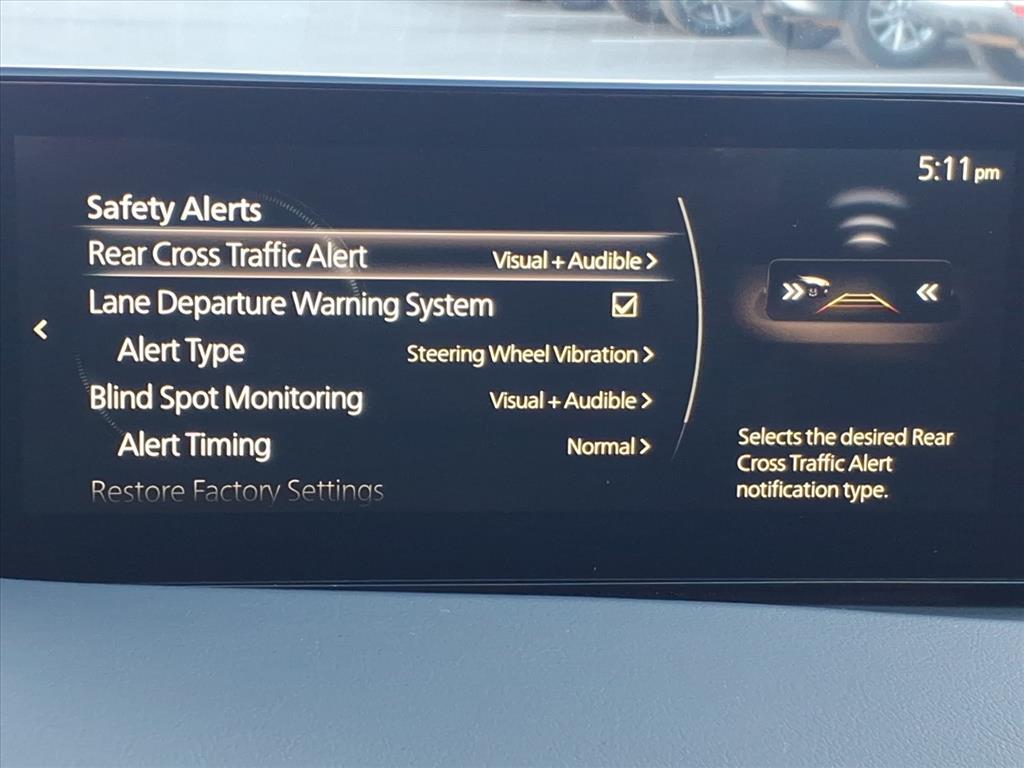 5:11 pm
Safety Alerts
Rear Cross Traffic Alert Visual + Audible >
Lane Departure Warning System
Alert Type Steering Wheel Vibration >
Blind Spot Monitoring Visual + Audible >
Alert Timing Normal >
Restore Factory Settings
Selects the desired Rear
Cross Traffic Alert
notification type.